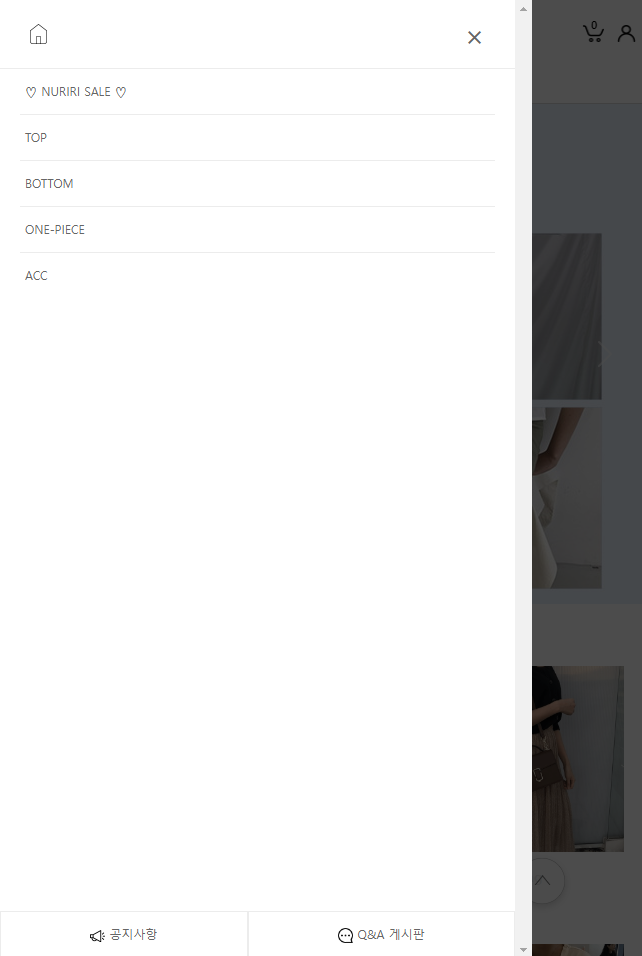 0
♡ NURIRI SALE ♡
TOP
BOTTOM
ONE-PIECE
ACC
공지사항
Q&A 게시판